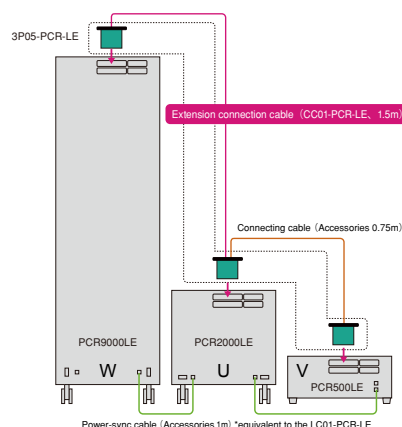 3P05-PCR-LE
Extension connection cable（CC01-PCR-LE、1.5m）
Connecting cable（Accessories 0.75m）
PCR9000LE
W
PCR2000LE
U
V
PCR500LE
Power-sync cable（Accessories 1m）*equivalent to the LC01-PCR-LE